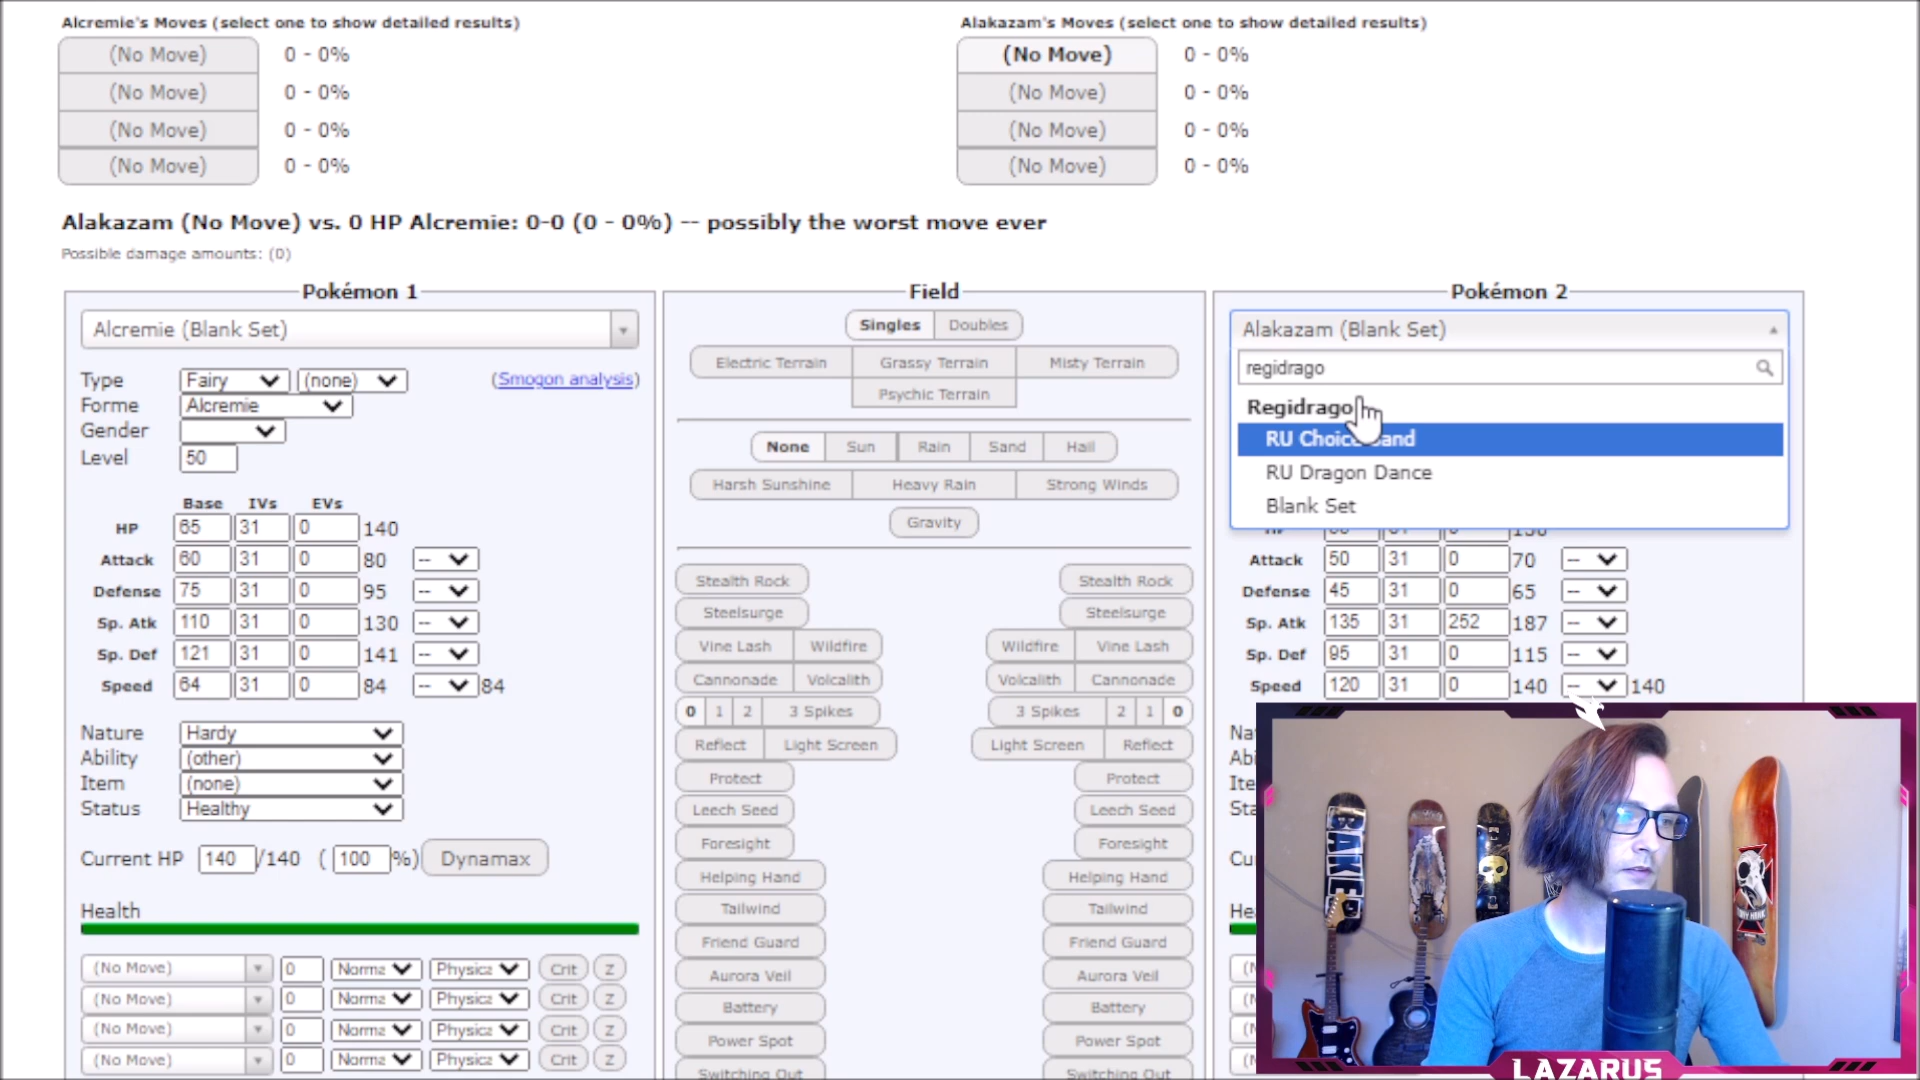 Alcremie's Moves (select one to show detailed results)
(No Move) 0 - 0%
(No Move) 0 - 0%
(No Move) 0 - 0%
(No Move) 0 - 0%
Alakazam's Moves (select one to show detailed results)
(No Move) 0 - 0%
(No Move) 0 - 0%
(No Move) 0 - 0%
(No Move) 0 - 0%
Alakazam (No Move) vs. 0 HP Alcremie: 0-0 (0 - 0%) -- possibly the worst move ever
Possible damage amounts: (0)
Pokémon 1
Alcremie (Blank Set)
Type Fairy (none) (Smogon analysis)
Forme Alcremie
Gender
Level 50
Base IVs EVs
HP 65 31 0 140
Attack 60 31 0 80 --
Defense 75 31 0 95 --
Sp. Atk 110 31 0 130 --
Sp. Def 121 31 0 141 --
Speed 64 31 0 84 -- 84
Nature Hardy
Ability (other)
Item (none)
Status Healthy
Current HP 140 /140 ( 100 %) Dynamax
Health
(No Move) 0 Norma Physica Crit Z
(No Move) 0 Norma Physica Crit Z
(No Move) 0 Norma Physica Crit Z
(No Move) 0 Norma Physica Crit Z
Field
Singles Doubles
Electric Terrain Grassy Terrain Misty Terrain
Psychic Terrain
None Sun Rain Sand Hail
Harsh Sunshine Heavy Rain Strong Winds
Gravity
Stealth Rock Stealth Rock
Steelsurge Steelsurge
Vine Lash Wildfire Wildfire Vine Lash
Cannonade Volcalith Volcalith Cannonade
0 1 2 3 Spikes 3 Spikes 2 1 0
Reflect Light Screen Light Screen Reflect
Protect Protect
Leech Seed Leech Seed
Foresight Foresight
Helping Hand Helping Hand
Tailwind Tailwind
Friend Guard Friend Guard
Aurora Veil Aurora Veil
Battery Battery
Power Spot Power Spot
Switching Out Switching Out
Pokémon 2
Alakazam (Blank Set)
regidrago
Regidrago
RU Choice Band
RU Dragon Dance
Blank Set
Attack 50 31 0 70 --
Defense 45 31 0 65 --
Sp. Atk 135 31 252 187 --
Sp. Def 95 31 0 115 --
Speed 120 31 0 140 -- 140
LAZARUS